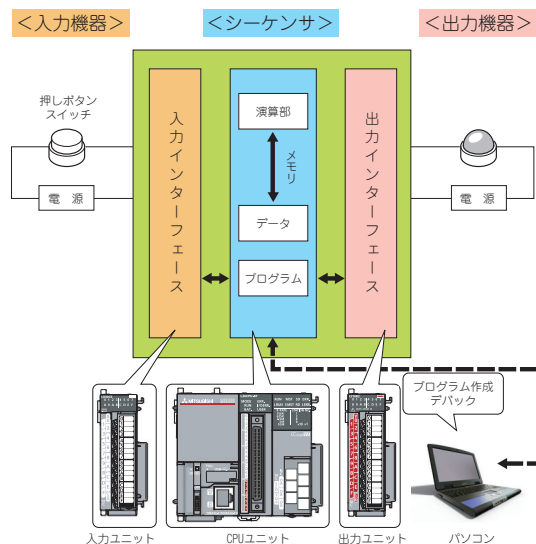 ＜入力機器＞
＜シーケンサ＞
＜出力機器＞
押しボタン
スイッチ
電 源
入力インターフェース
演算部
メモリ
データ
プログラム
出力インターフェース
電 源
プログラム作成
デバック
MITSUBISHI
入力ユニット
CPUユニット
出力ユニット
パソコン